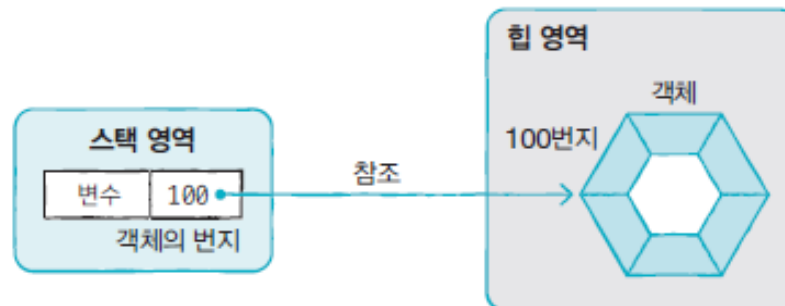 스택 영역
변수 100
객체의 번지
참조
힙 영역
객체
100번지